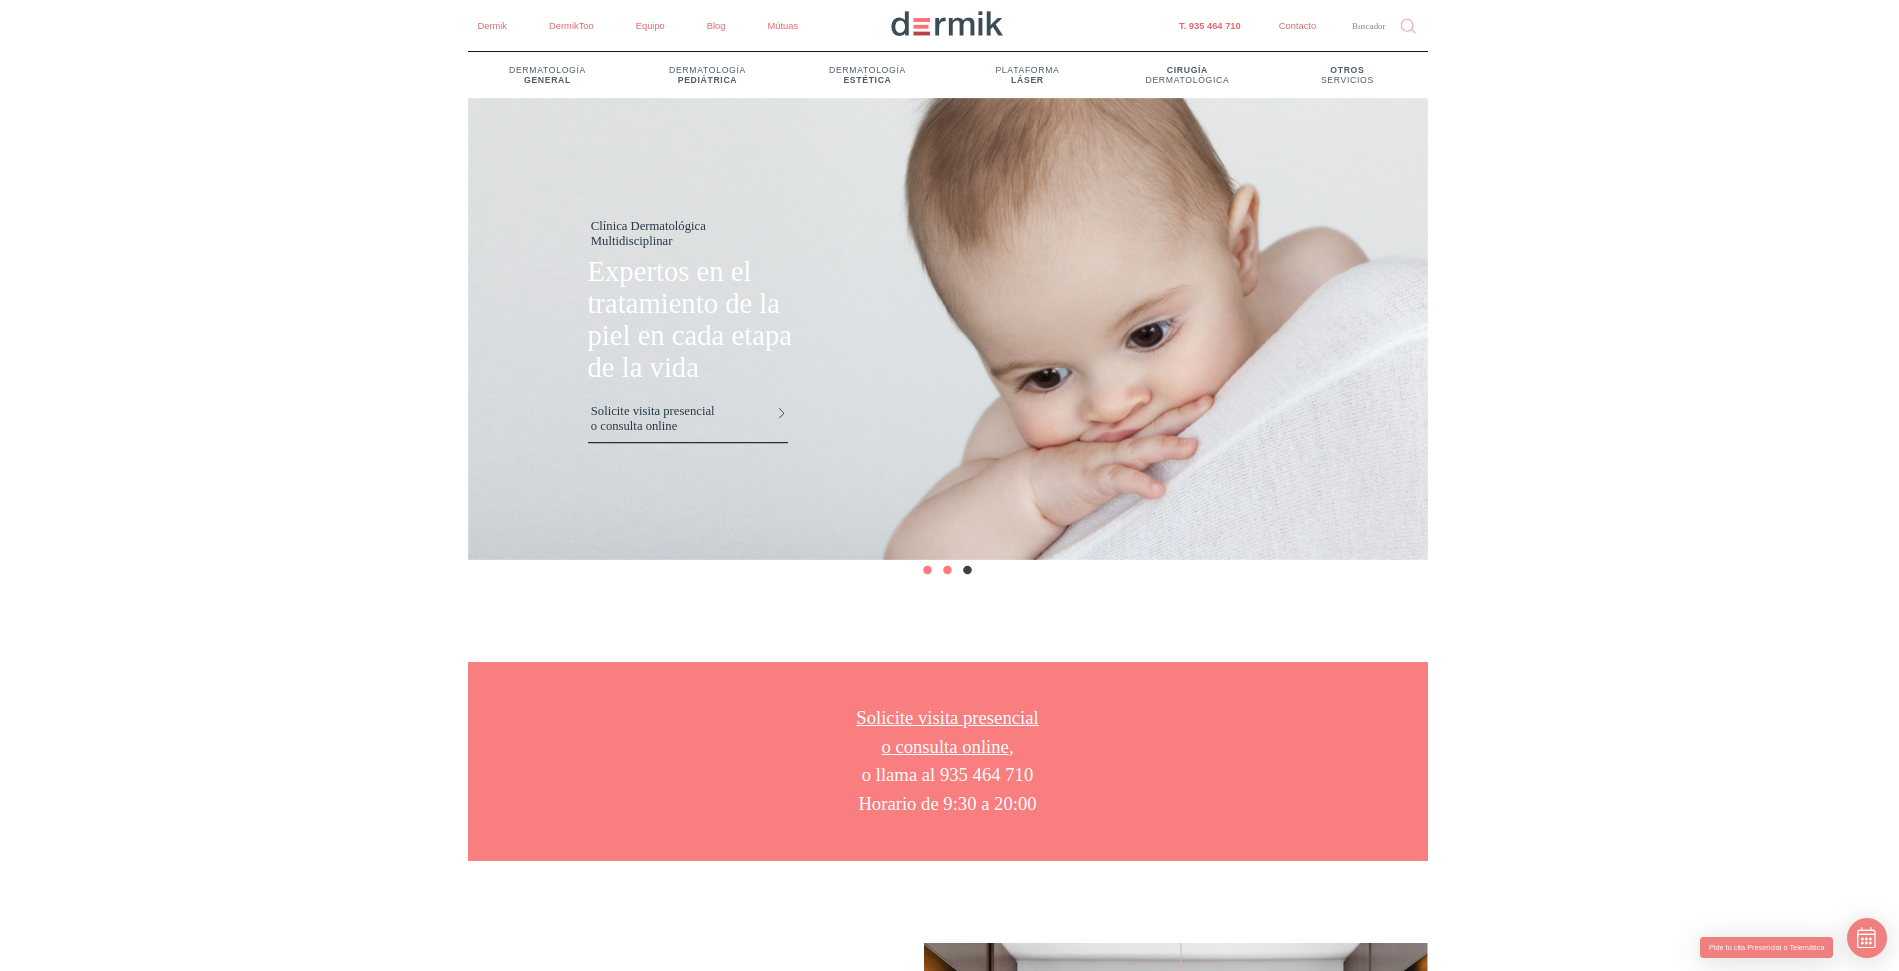 Dermik
DermikToo
Equipo
Blog
Mútuas
dermik
T. 935 464 710
Contacto
Buscador
DERMATOLOGÍA
GENERAL
DERMATOLOGÍA
PEDIÁTRICA
DERMATOLOGÍA
ESTÉTICA
PLATAFORMA
LÁSER
CIRUGÍA
DERMATOLÓGICA
OTROS
SERVICIOS
Clínica Dermatológica
Multidisciplinar
Expertos en el
tratamiento de la
piel en cada etapa
de la vida
Solicite visita presencial
o consulta online
Solicite visita presencial
o consulta online,
o llama al 935 464 710
Horario de 9:30 a 20:00
Pide tu cita Presencial o Telemática